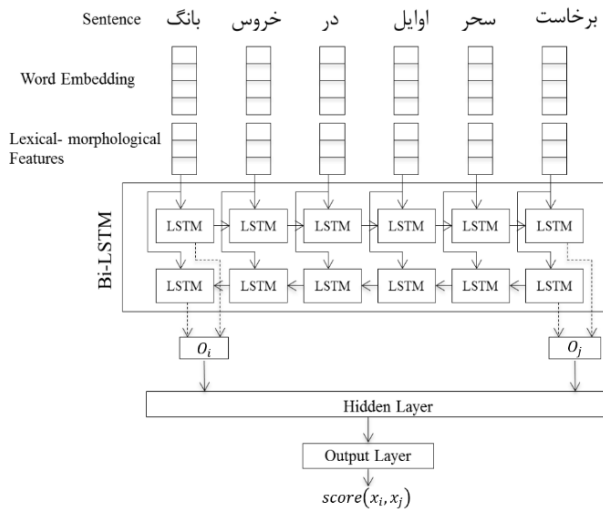 Sentence بانگ خروس در اوایل سحر برخاست
Word Embedding
Lexical- morphological
Features
Bi-LSTM
LSTM LSTM LSTM LSTM LSTM LSTM
LSTM LSTM LSTM LSTM LSTM LSTM
O_i O_j
Hidden Layer
Output Layer
score(x_i, x_j)